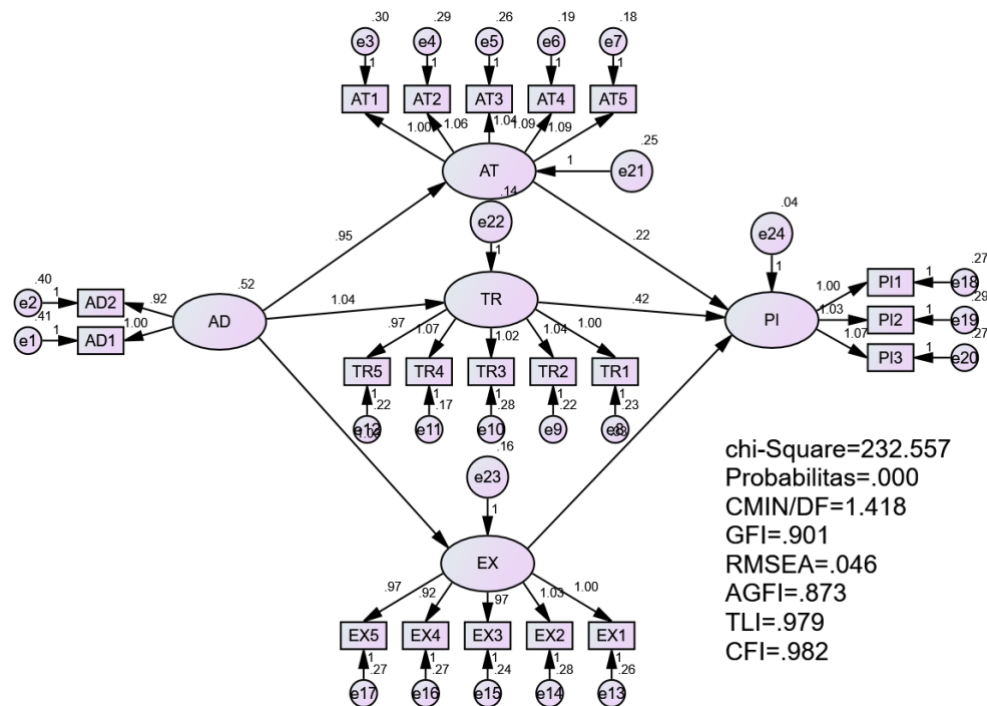 .30 .29 .26 .19 .18
e3 e4 e5 e6 e7
1 1 1 1 1
AT1 AT2 AT3 AT4 AT5
1.00 1.06 1.04 1.09 1.09
.25
AT 1 e21
.14
e22
.04
e24
.95 1 .22 1
.27
PI1 1 e18
.40 .52 1.00 .29
e2 1 AD2 .92 1.04 TR .42 PI 1.03 PI2 1 e19
.41 AD .27
e1 1 AD1 1.00 1.07 PI3 1 e20
.97 1.07 1.02 1.04 1.00
TR5 TR4 TR3 TR2 TR1
1 1 1 1 1
.22 .17 .28 .22 .23
e12 e11 e10 e9 e8
.16
e23
1
EX
.97 .92 .97 1.03 1.00
EX5 EX4 EX3 EX2 EX1
1 1 1 1 1
.27 .27 .24 .28 .26
e17 e16 e15 e14 e13
chi-Square=232.557
Probabilitas=.000
CMIN/DF=1.418
GFI=.901
RMSEA=.046
AGFI=.873
TLI=.979
CFI=.982